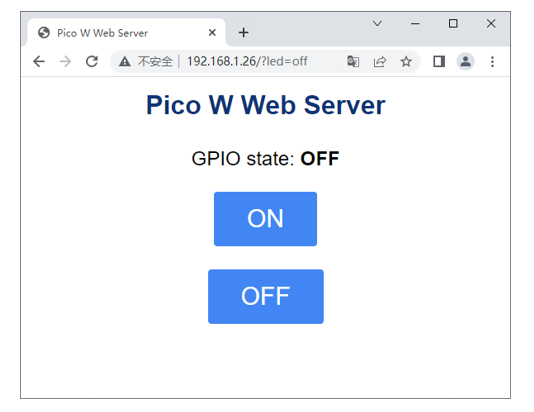 Pico W Web Server
不安全 192.168.1.26/?led=off
Pico W Web Server
GPIO state: OFF
ON
OFF